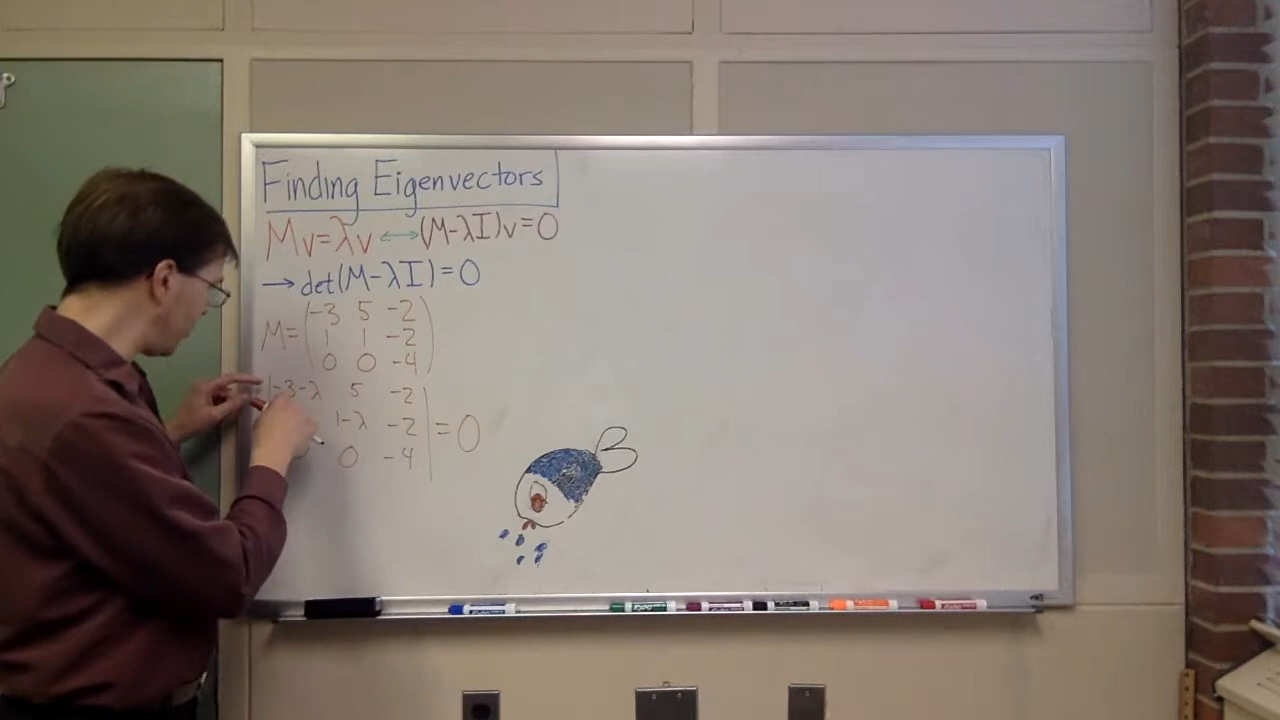 Finding Eigenvectors
Mv=λv ⟷ (M-λI)v=0
→ det(M-λI)=0
M= -3 5 -2
1 1 -2
0 0 -4
-3-λ 5 -2
1-λ -2 =0
0 -4